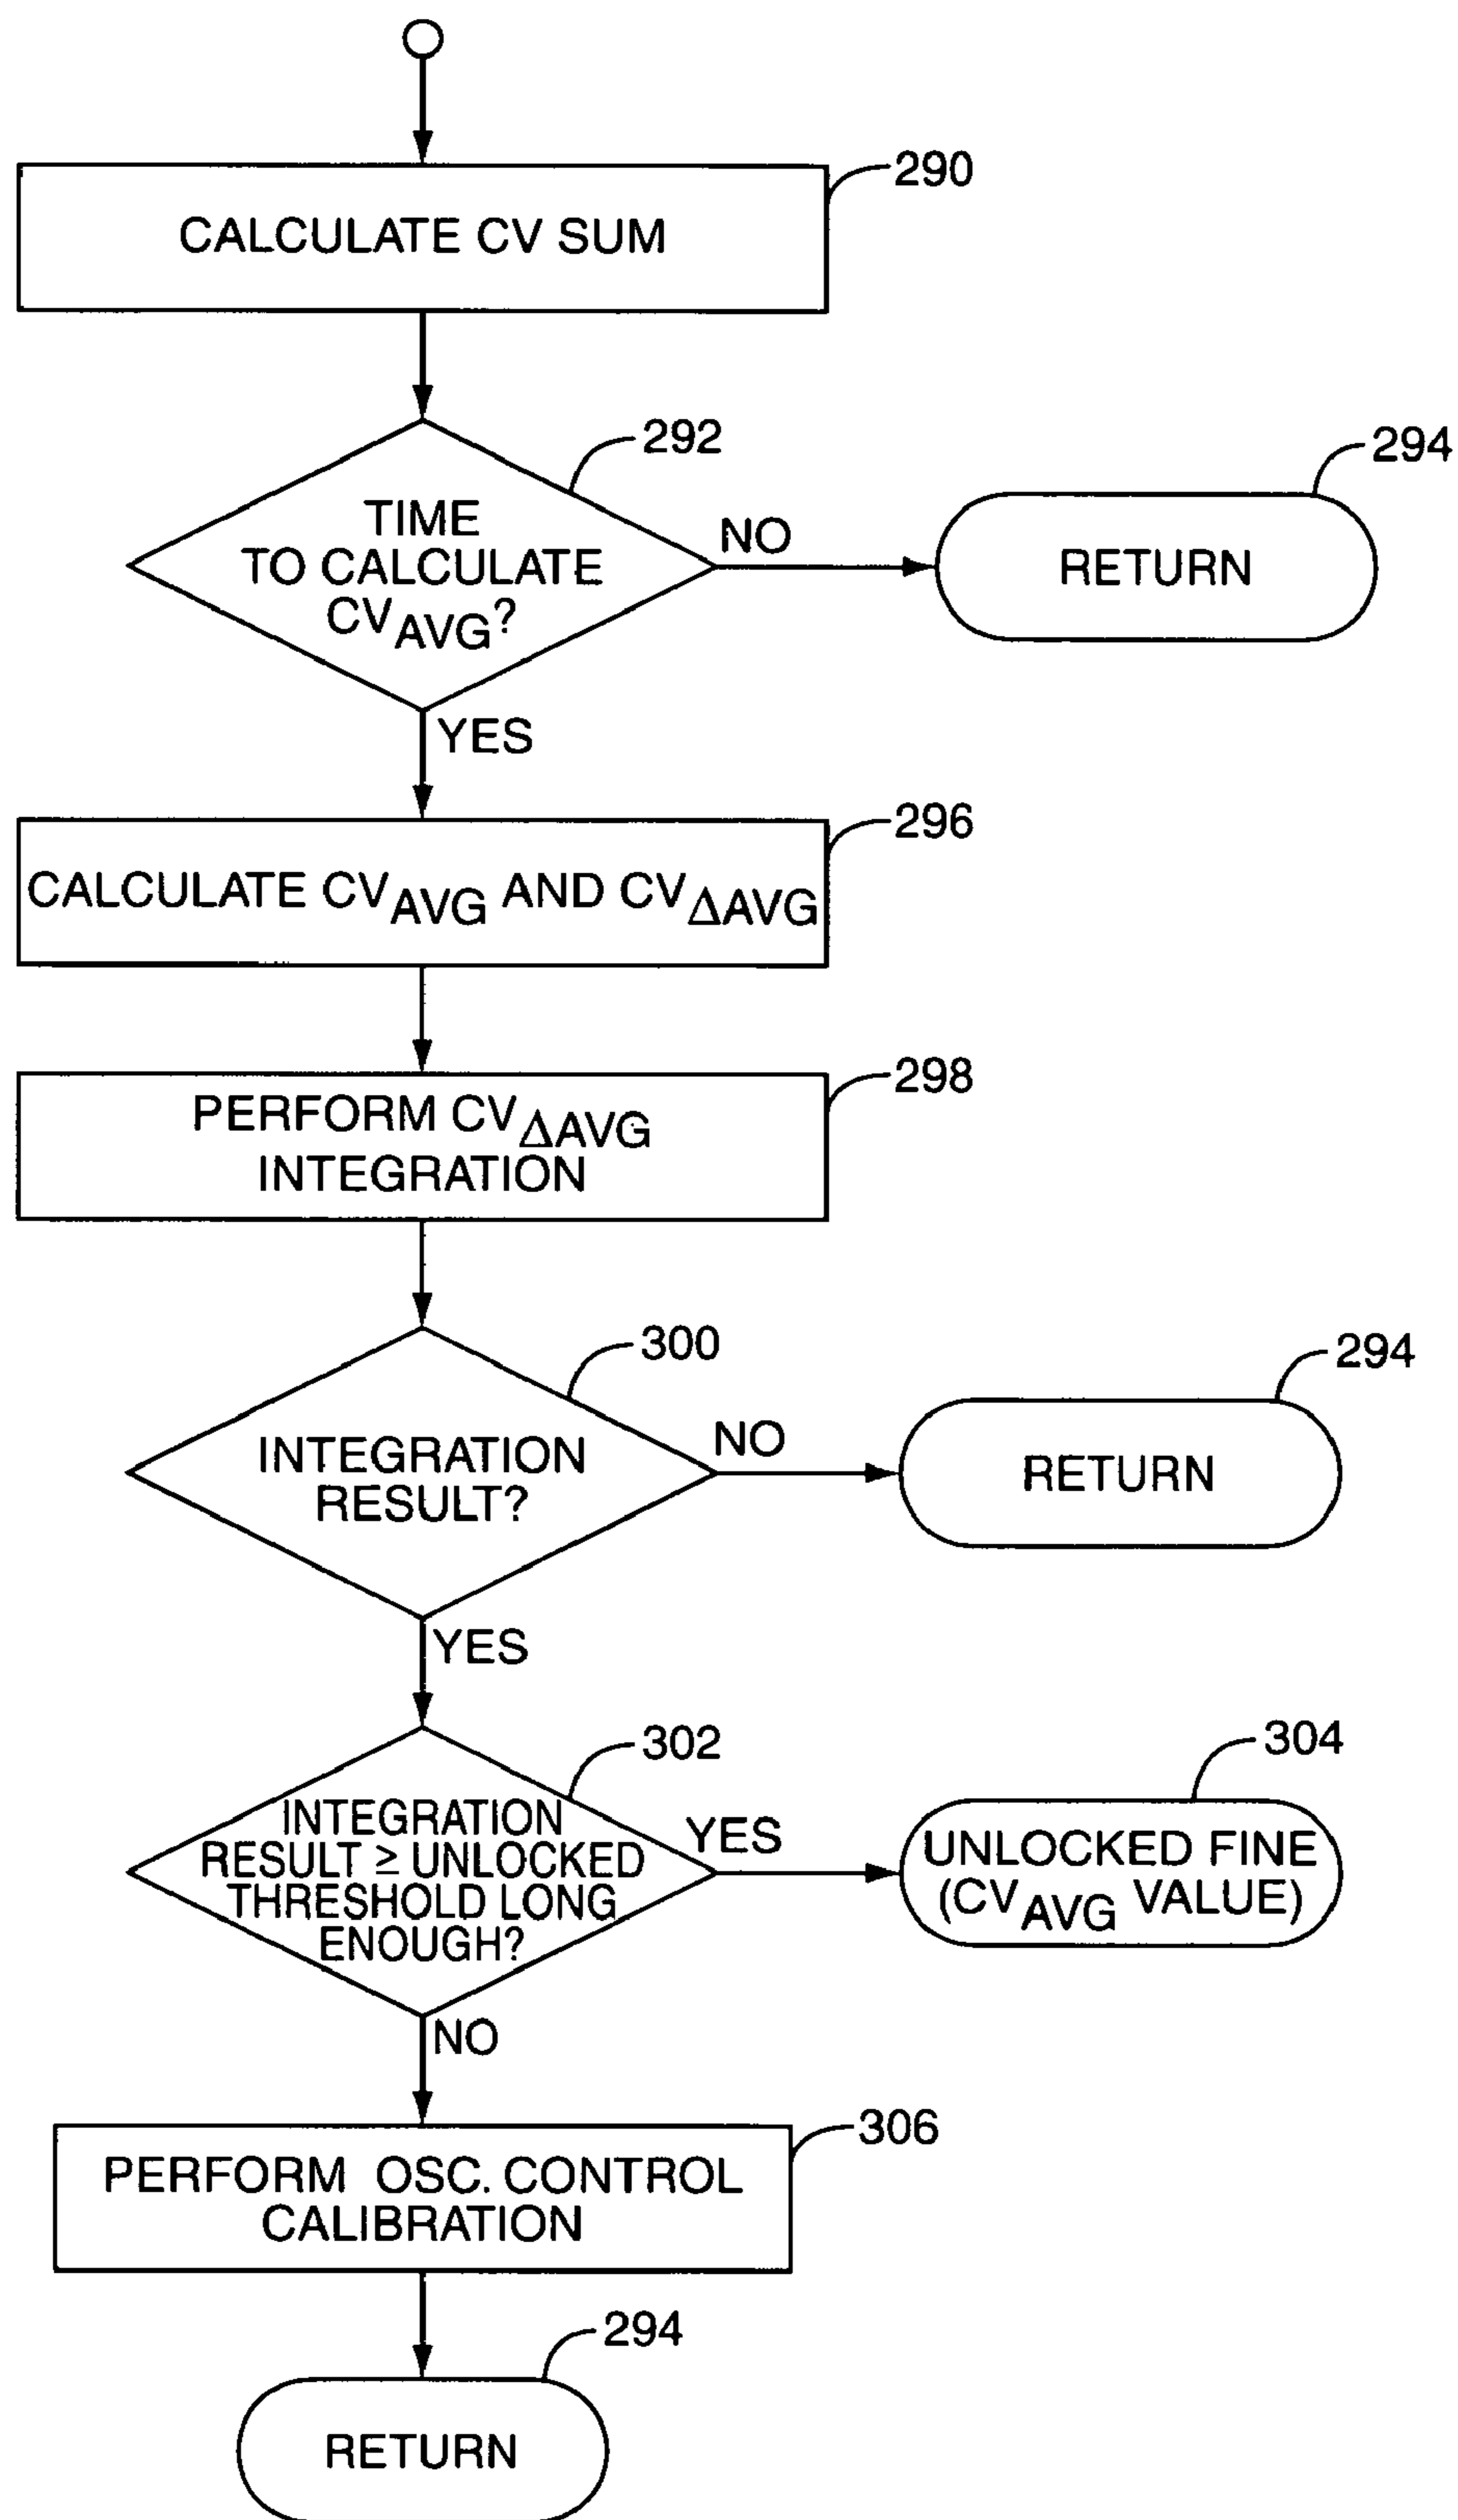 290
CALCULATE CV SUM
292
294
TIME
TO CALCULATE
CVAVG?
NO
RETURN
YES
296
CALCULATE CVAVG AND CVΔAVG
298
PERFORM CVΔAVG
INTEGRATION
300
294
INTEGRATION
RESULT?
NO
RETURN
YES
302
304
INTEGRATION
RESULT ≥ UNLOCKED
THRESHOLD LONG
ENOUGH?
YES
UNLOCKED FINE
(CVAVG VALUE)
NO
306
PERFORM OSC. CONTROL
CALIBRATION
294
RETURN